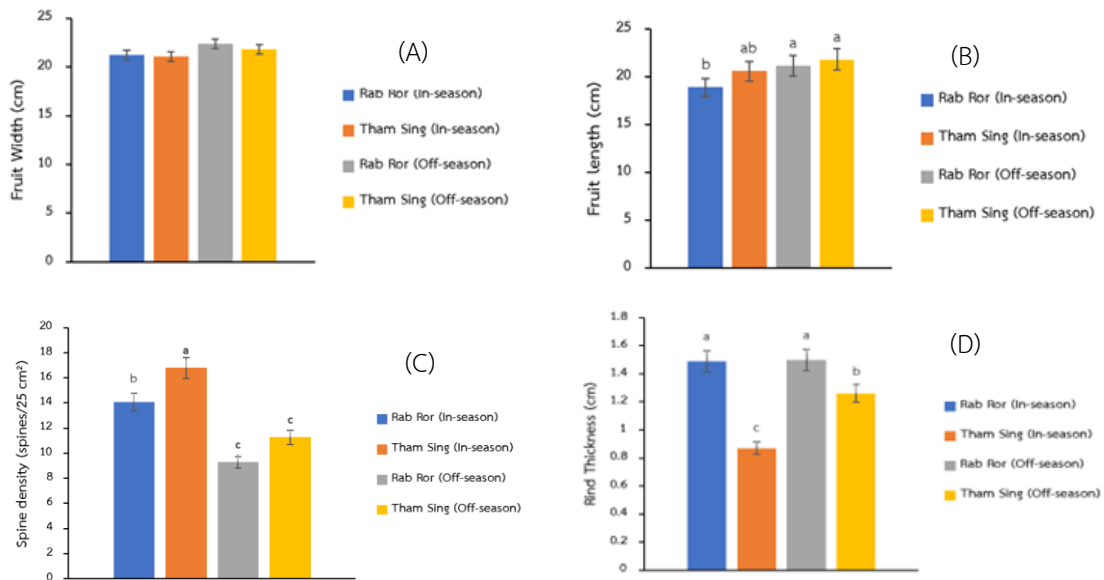 (A)
Fruit Width (cm)
25
20
15
10
5
0
Rab Ror (In-season)
Tham Sing (In-season)
Rab Ror (Off-season)
Tham Sing (Off-season)
(B)
Fruit length (cm)
25
20
15
10
5
0
b
ab
a
a
Rab Ror (In-season)
Tham Sing (In-season)
Rab Ror (Off-season)
Tham Sing (Off-season)
(C)
Spine density (spines/25 cm²)
20
18
16
14
12
10
8
6
4
2
0
b
a
c
c
Rab Ror (In-season)
Tham Sing (In-season)
Rab Ror (Off-season)
Tham Sing (Off-season)
(D)
Rind Thickness (cm)
1.8
1.6
1.4
1.2
1
0.8
0.6
0.4
0.2
0
a
c
a
b
Rab Ror (In-season)
Tham Sing (In-season)
Rab Ror (Off-season)
Tham Sing (Off-season)